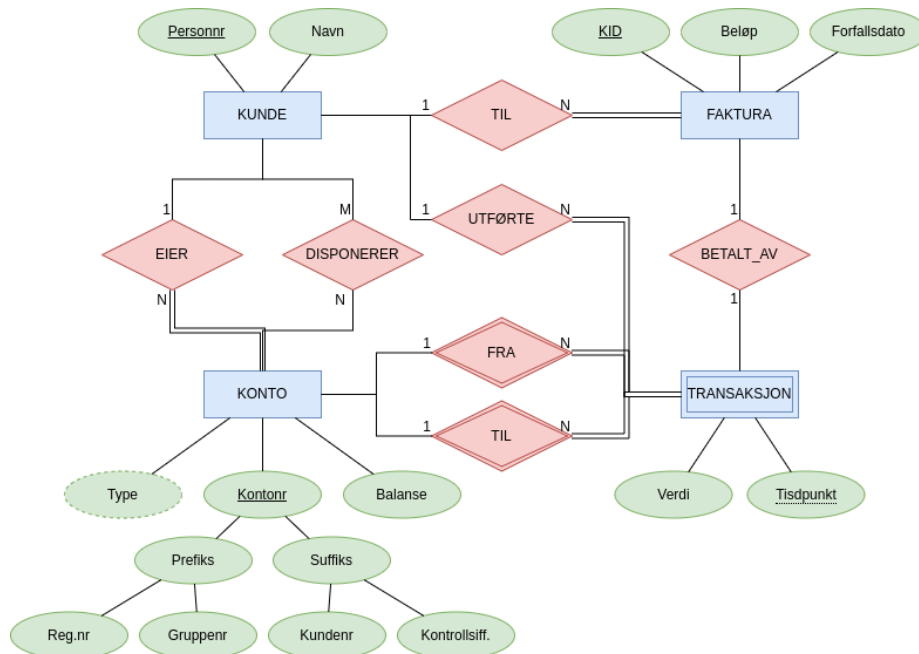 Personnr
Navn
KID
Beløp
Forfallsdato
KUNDE
1
TIL
N
FAKTURA
1
M
1
UTFØRTE
N
1
EIER
DISPONERER
BETALT_AV
N
N
1
1
FRA
N
KONTO
TRANSAKSJON
1
TIL
N
Type
Kontonr
Balanse
Verdi
Tisdpunkt
Prefiks
Suffiks
Reg.nr
Gruppenr
Kundenr
Kontrollsiff.